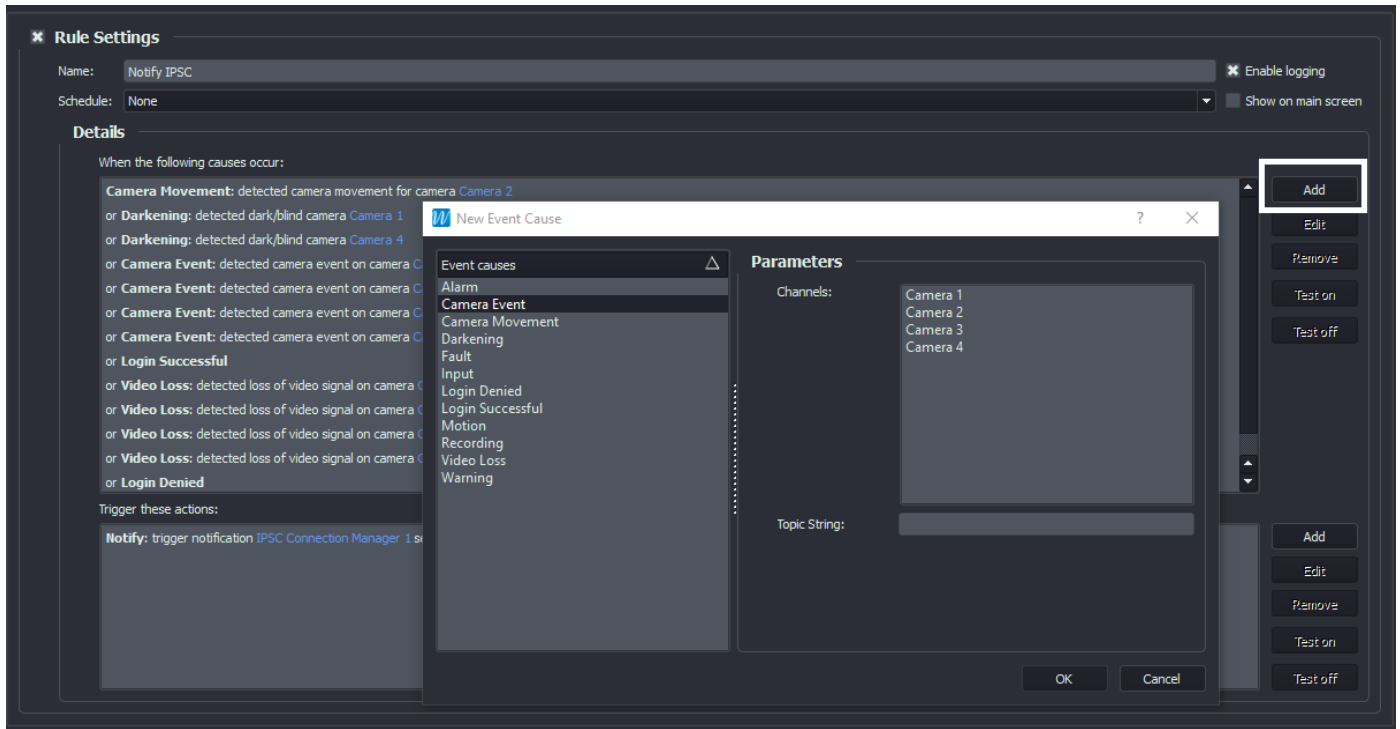 Rule Settings
Name: Notify IPSC Enable logging
Schedule: None Show on main screen
Details
When the following causes occur:
Camera Movement: detected camera movement for camera Camera 2
or Darkening: detected dark/blind camera Camera 1
or Darkening: detected dark/blind camera Camera 4
or Camera Event: detected camera event on camera
or Camera Event: detected camera event on camera
or Camera Event: detected camera event on camera
or Camera Event: detected camera event on camera
or Login Successful
or Video Loss: detected loss of video signal on camera
or Video Loss: detected loss of video signal on camera
or Video Loss: detected loss of video signal on camera
or Video Loss: detected loss of video signal on camera
or Login Denied
Add
Edit
Remove
Test on
Test off
Trigger these actions:
Notify: trigger notification IPSC Connection Manager 1
Add
Edit
Remove
Test on
Test off
W New Event Cause ?
Event causes
Alarm
Camera Event
Camera Movement
Darkening
Fault
Input
Login Denied
Login Successful
Motion
Recording
Video Loss
Warning
Parameters
Channels:
Camera 1
Camera 2
Camera 3
Camera 4
Topic String:
OK Cancel